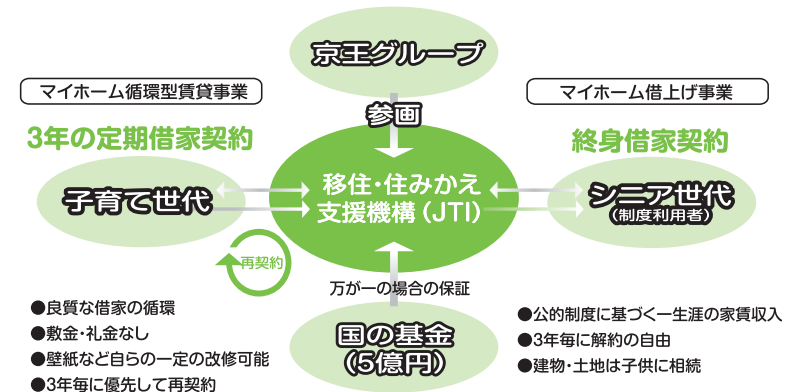 京王グループ
参画
マイホーム循環型賃貸事業
3年の定期借家契約
子育て世代
移住・住みかえ
支援機構（JTI）
マイホーム借上げ事業
終身借家契約
シニア世代
（制度利用者）
再契約
万が一の場合の保証
国の基金
（5億円）
●良質な借家の循環
●敷金・礼金なし
●壁紙など自らの一定の改修可能
●3年毎に優先して再契約
●公的制度に基づく一生涯の家賃収入
●3年毎に解約の自由
●建物・土地は子供に相続